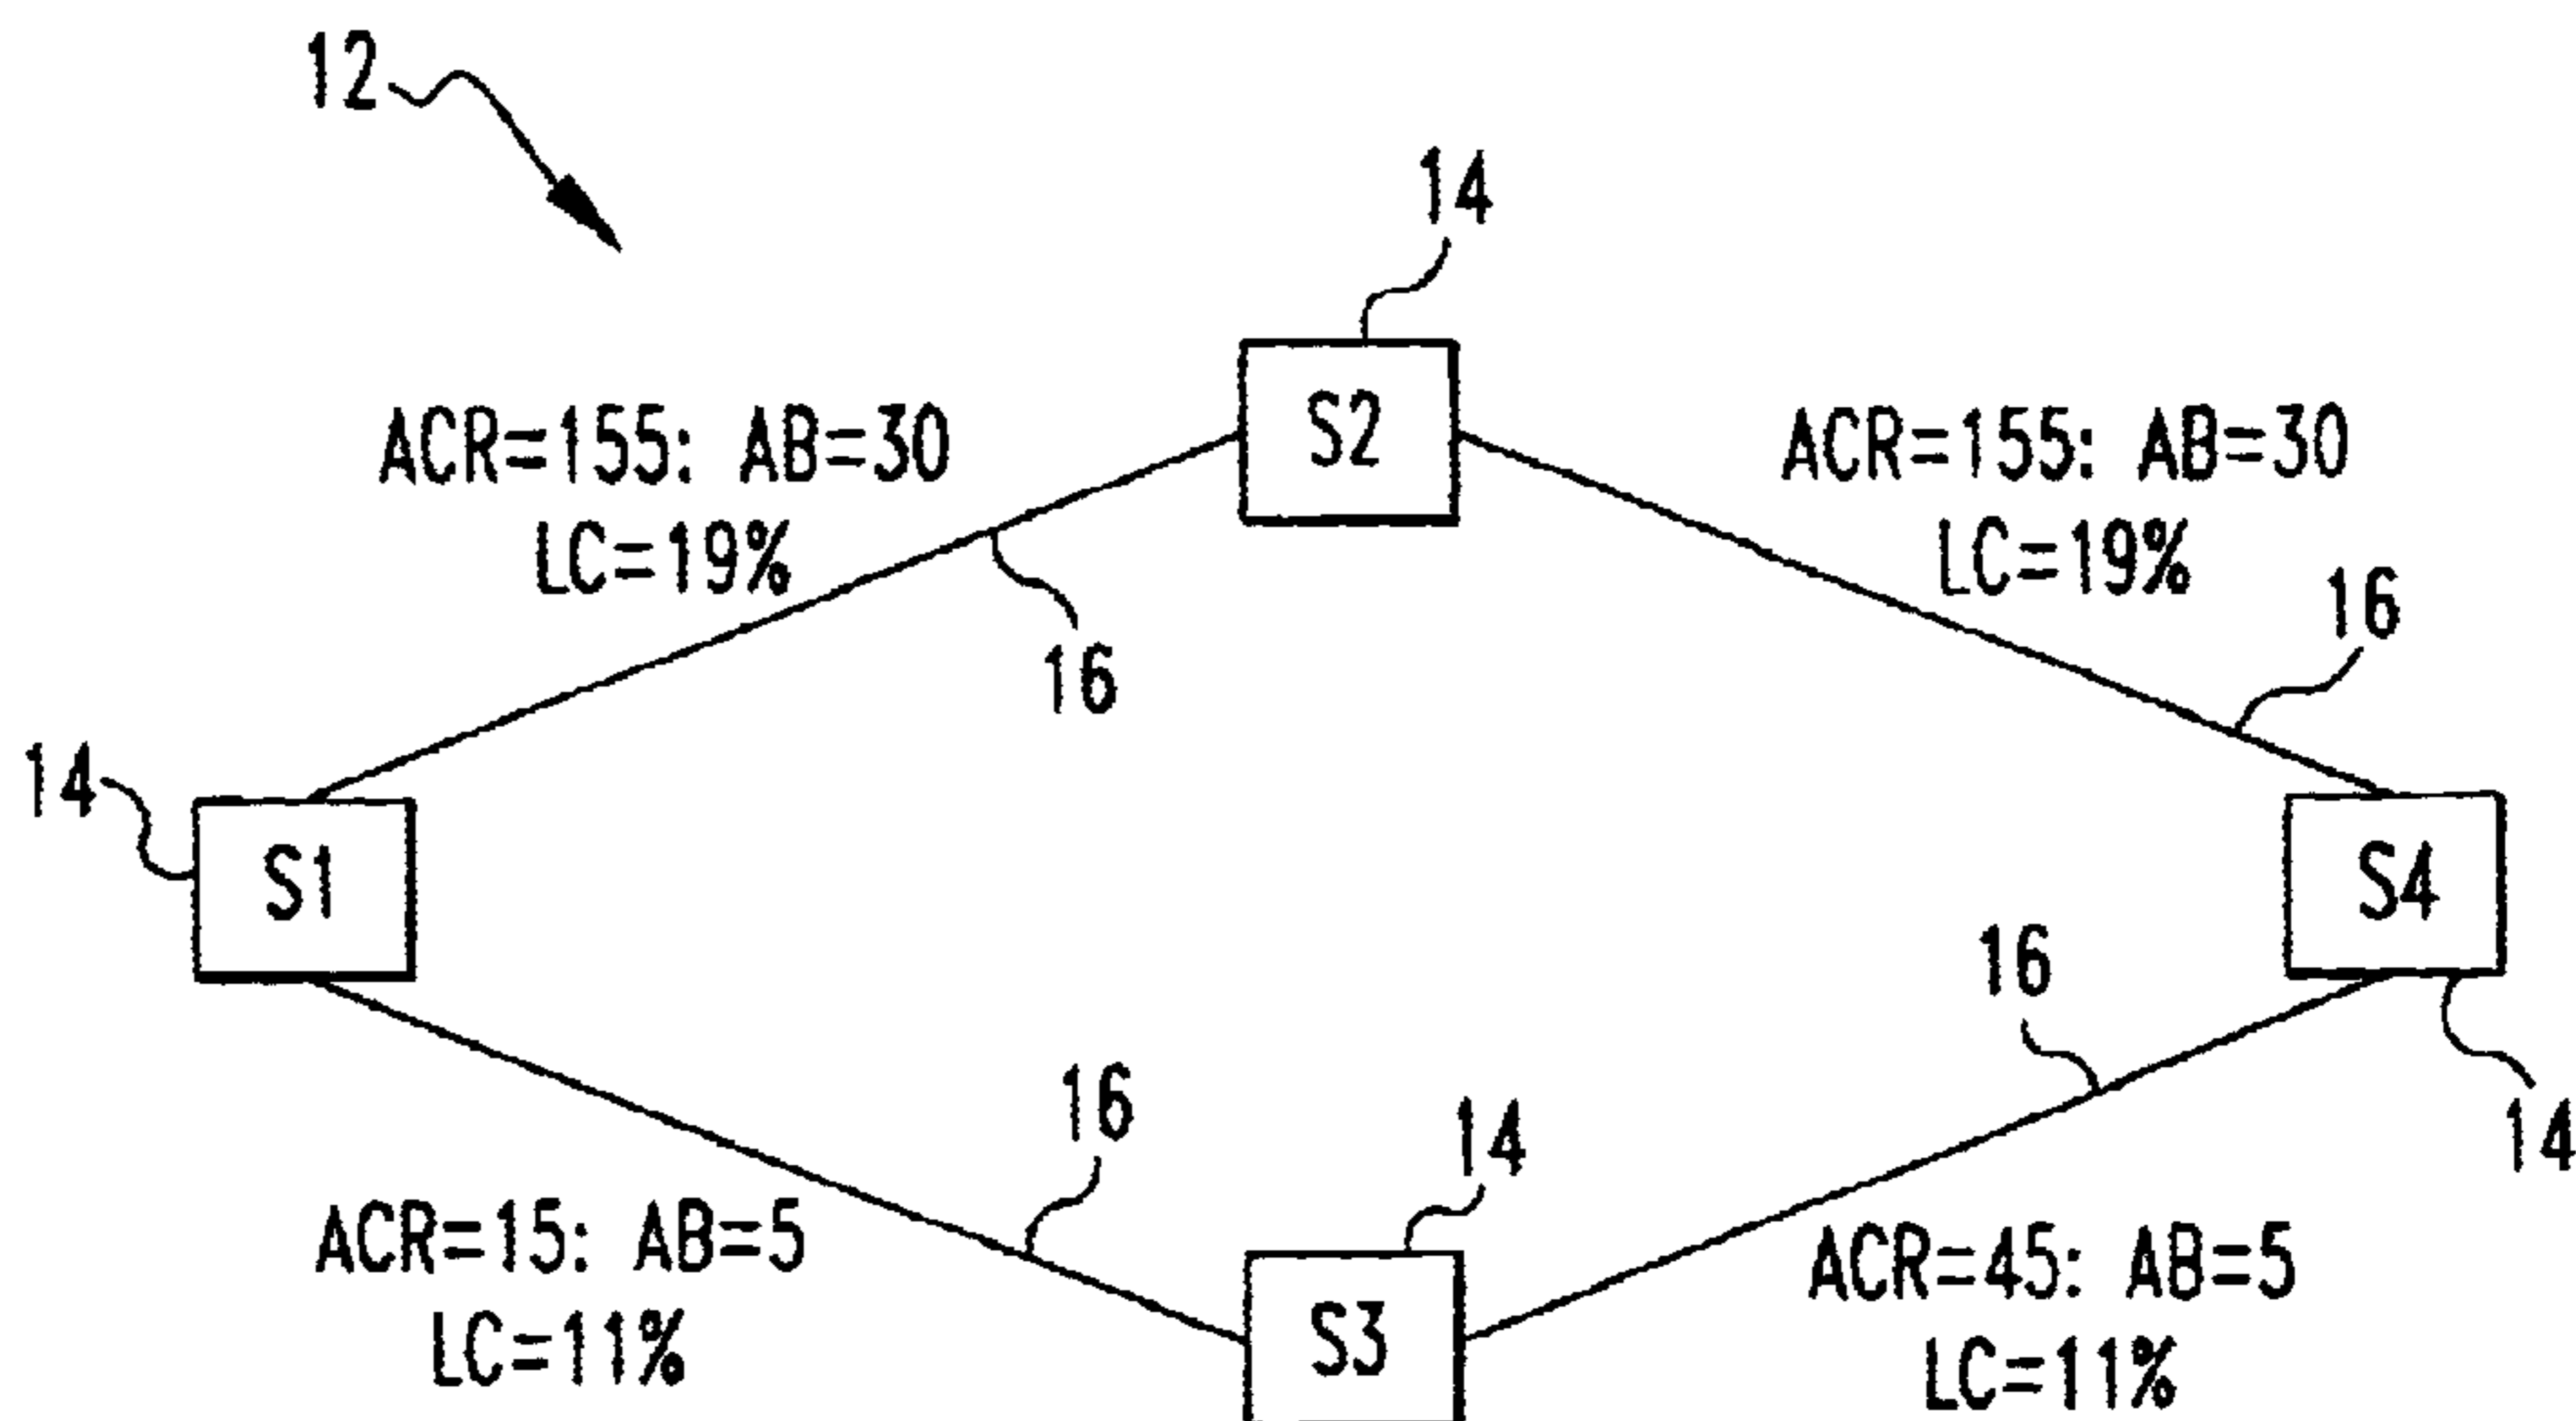 12
14
S2
ACR=155: AB=30
LC=19%
ACR=155: AB=30
LC=19%
16
16
14
S1
S4
16
14
16
14
ACR=15: AB=5
LC=11%
S3
ACR=45: AB=5
LC=11%